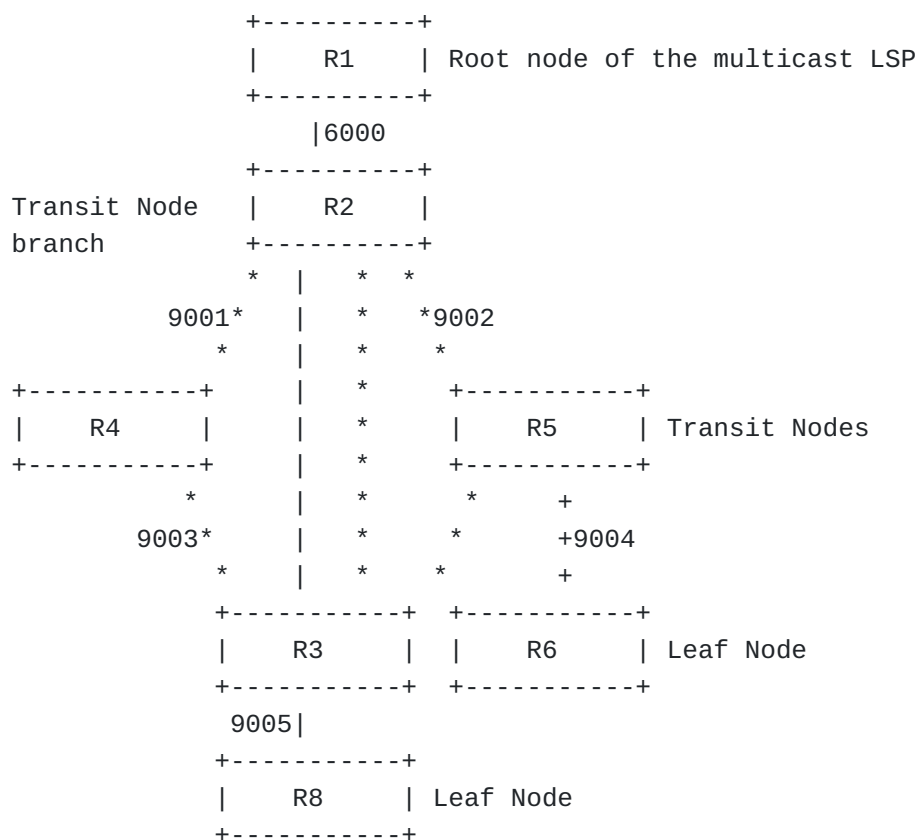 R1 Root node of the multicast LSP
6000
Transit Node R2
branch
9001 9002
R4 R5 Transit Nodes
9003 9004
R3 R6 Leaf Node
9005
R8 Leaf Node